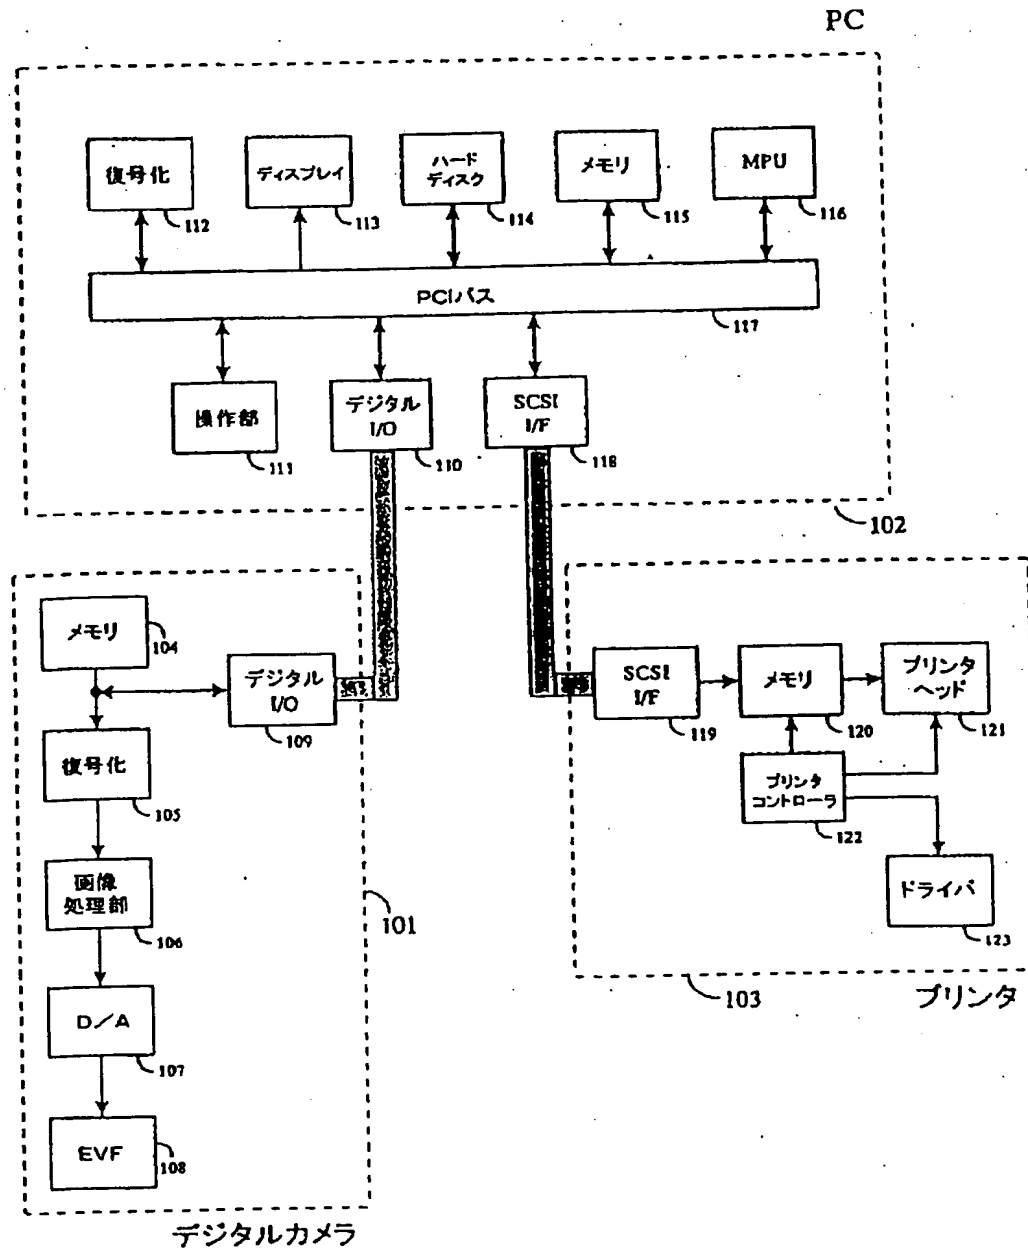 PC
復号化
112
ディスプレイ
113
ハード
ディスク
114
メモリ
115
MPU
116
PCIバス
117
操作部
111
デジタル
I/O
110
SCSI
I/F
118
102
メモリ
104
デジタル
I/O
109
復号化
105
画像
処理部
106
D/A
107
EVF
108
101
デジタルカメラ
SCSI
I/F
119
メモリ
120
プリンタ
ヘッド
121
プリンタ
コントローラ
122
ドライバ
123
103
プリンタ